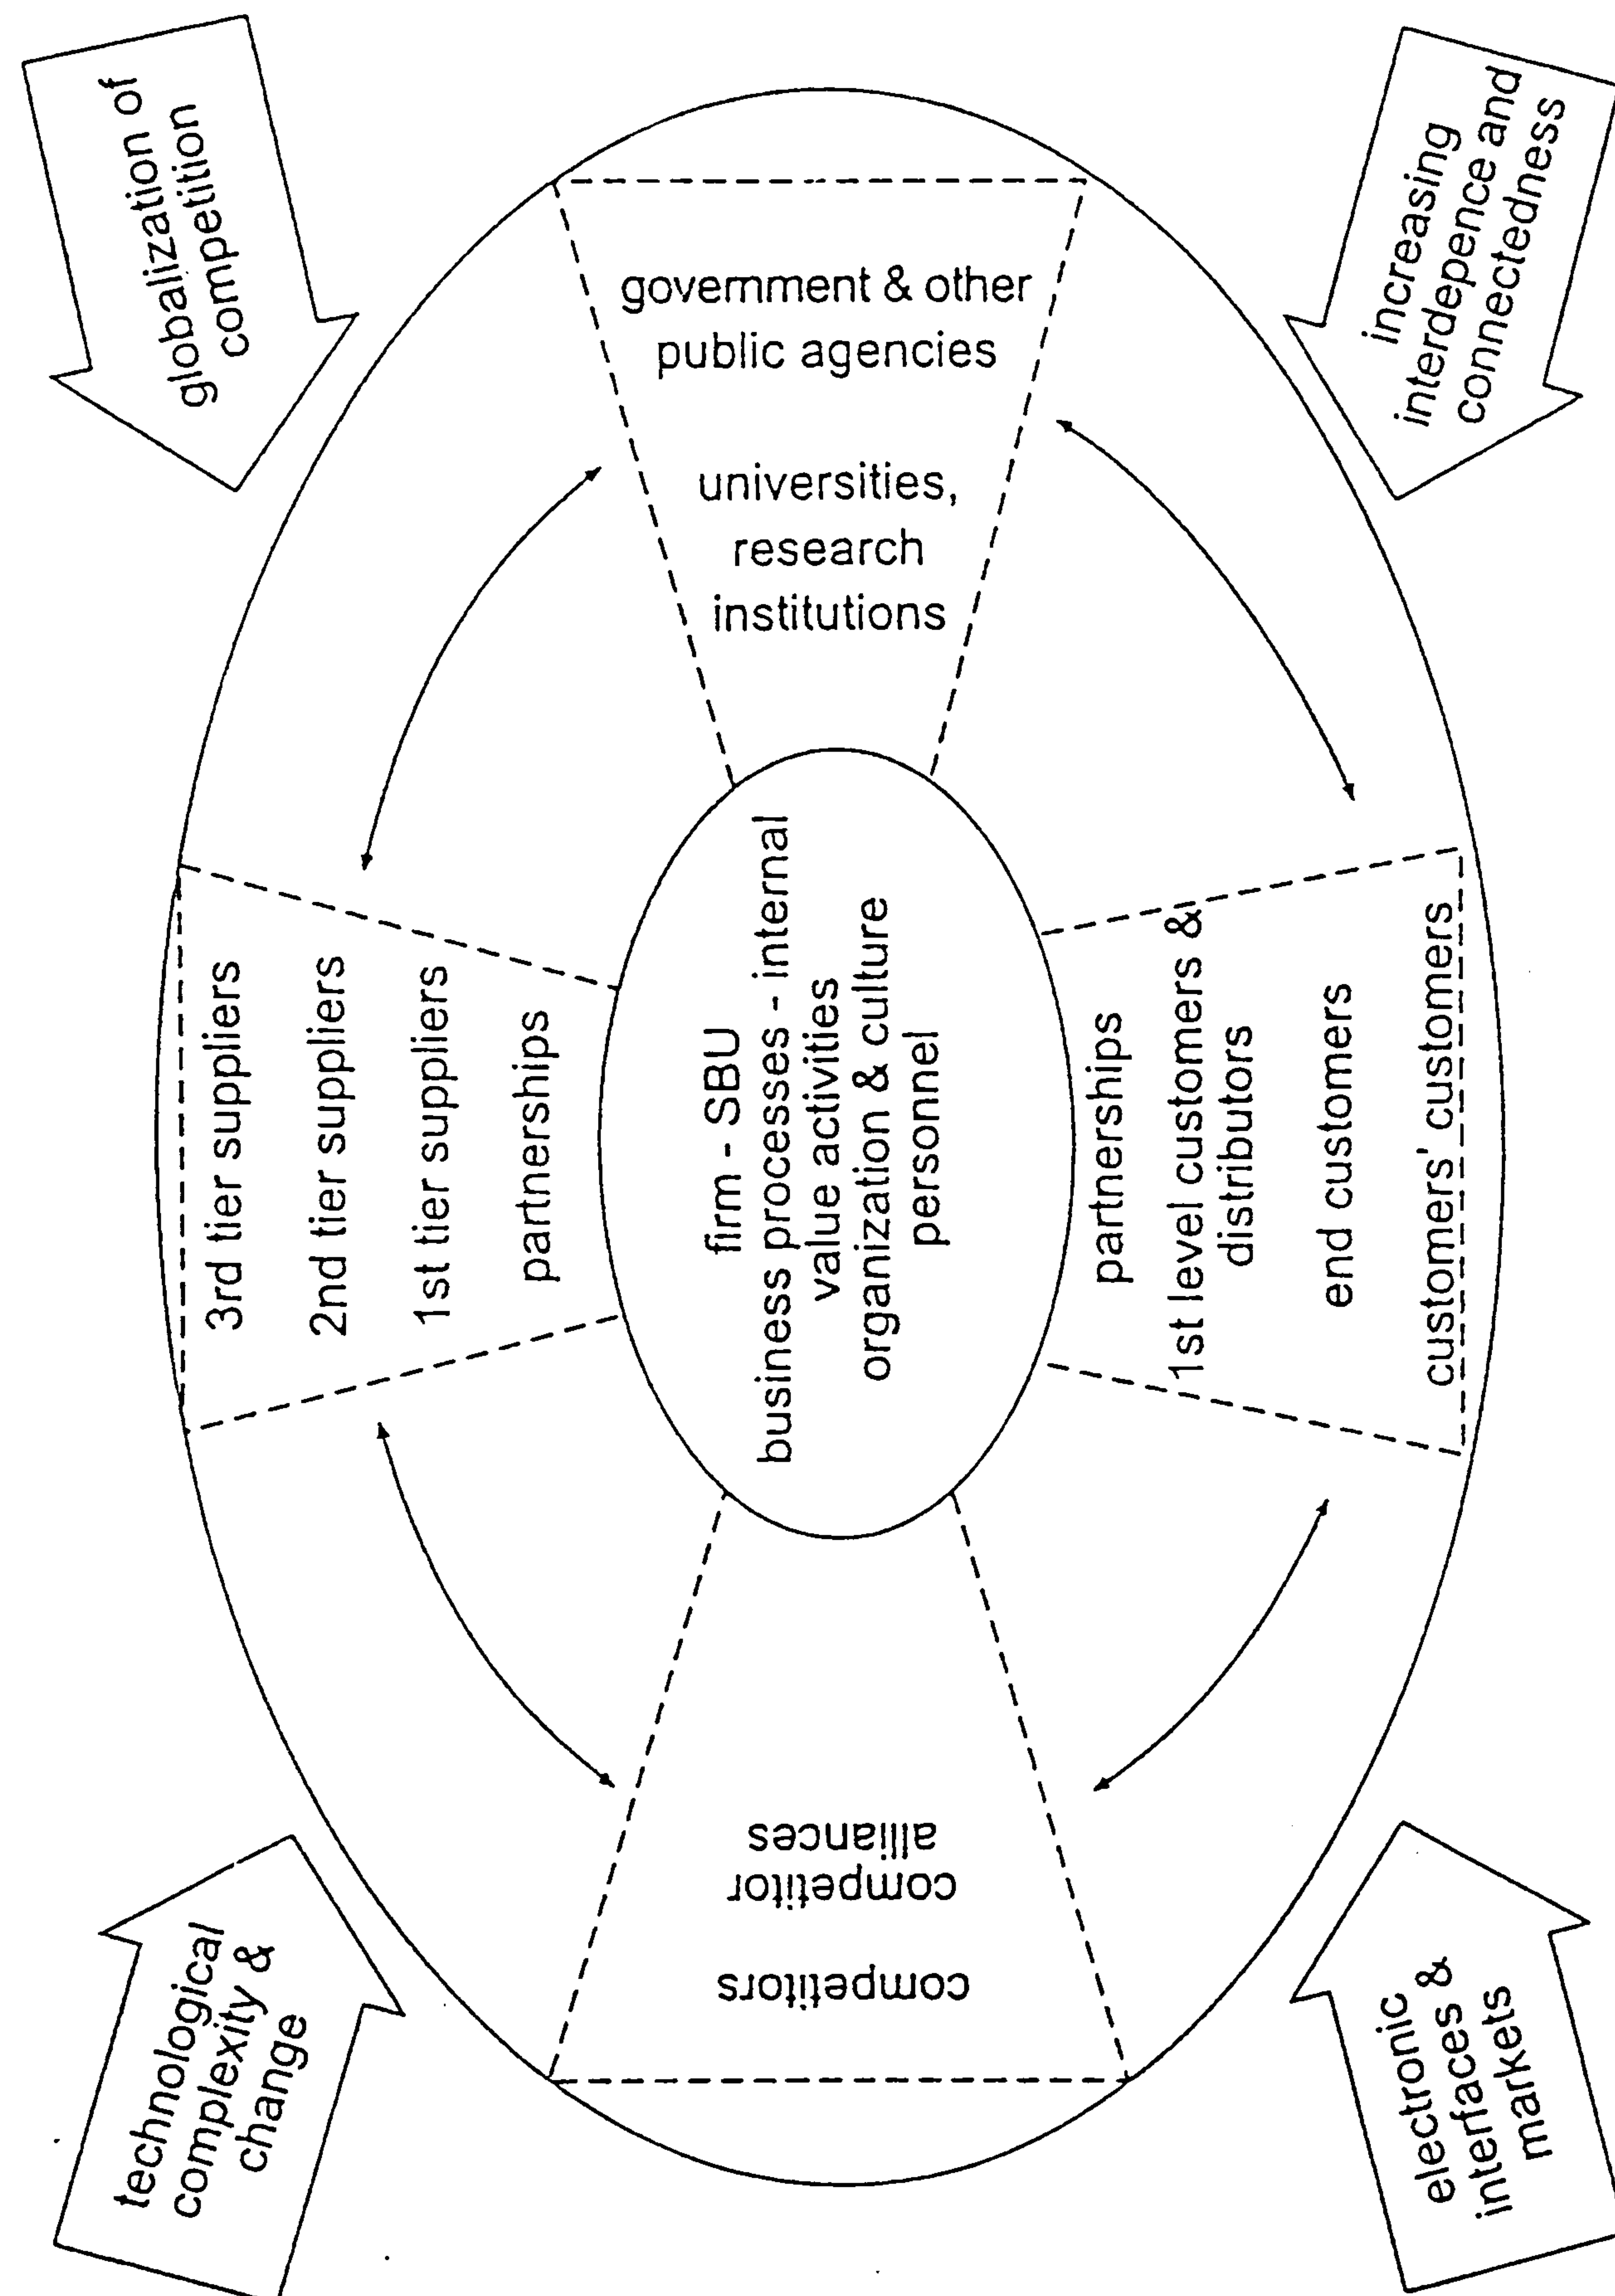 technological
complexity &
change
globalization of
competition
3rd tier suppliers
2nd tier suppliers
1st tier suppliers
partnerships
competitors
competitor
alliances
firm - SBU
business processes - internal
value activities
organization & culture
personnel
government & other
public agencies
universities,
research
institutions
partnerships
1st level customers &
distributors
end customers
customers' customers
electronic
interfaces &
markets
increasing
interdepence and
connectedness